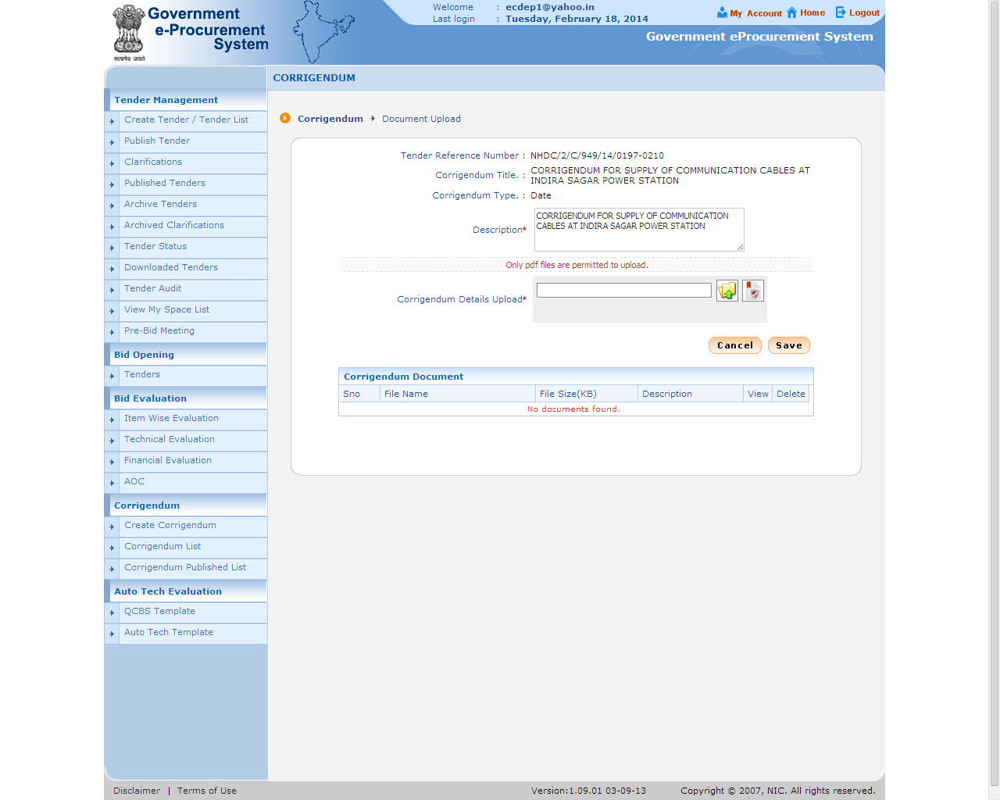 Government
e-Procurement
System
सत्यमेव जयते
Welcome : ecdep1@yahoo.in
Last login : Tuesday, February 18, 2014
My Account Home Logout
Government eProcurement System
CORRIGENDUM
Tender Management
Create Tender / Tender List
Publish Tender
Clarifications
Published Tenders
Archive Tenders
Archived Clarifications
Tender Status
Downloaded Tenders
Tender Audit
View My Space List
Pre-Bid Meeting
Bid Opening
Tenders
Bid Evaluation
Item Wise Evaluation
Technical Evaluation
Financial Evaluation
AOC
Corrigendum
Create Corrigendum
Corrigendum List
Corrigendum Published List
Auto Tech Evaluation
QCBS Template
Auto Tech Template
Corrigendum Document Upload
Tender Reference Number : NHDC/2/C/949/14/0197-0210
Corrigendum Title. : CORRIGENDUM FOR SUPPLY OF COMMUNICATION CABLES AT
INDIRA SAGAR POWER STATION
Corrigendum Type. : Date
Description*
CORRIGENDUM FOR SUPPLY OF COMMUNICATION
CABLES AT INDIRA SAGAR POWER STATION
Only pdf files are permitted to upload.
Corrigendum Details Upload*
Cancel Save
Corrigendum Document
Sno File Name File Size(KB) Description View Delete
No documents found.
Disclaimer | Terms of Use Version:1.09.01 03-09-13 Copyright © 2007, NIC. All rights reserved.